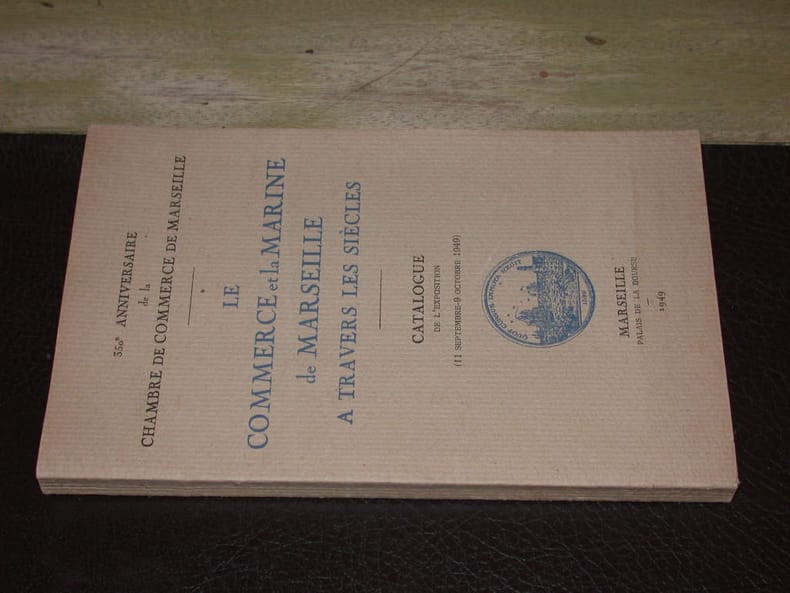 350e ANNIVERSAIRE
de la
CHAMBRE DE COMMERCE DE MARSEILLE
LE
COMMERCE et la MARINE
de MARSEILLE
A TRAVERS LES SIÈCLES
CATALOGUE
DE L'EXPOSITION
(11 SEPTEMBRE-9 OCTOBRE 1949)
MARSEILLE
PALAIS DE LA BOURSE
1949